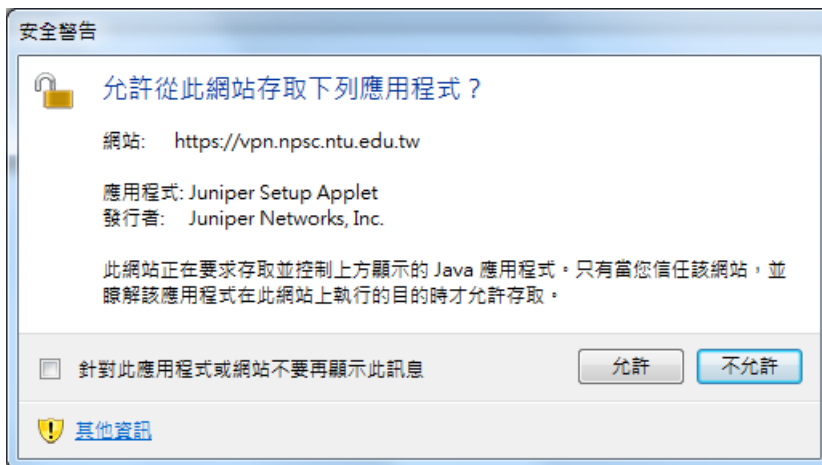 安全警告
允許從此網站存取下列應用程式？
網站: https://vpn.npsc.ntu.edu.tw
應用程式: Juniper Setup Applet
發行者: Juniper Networks, Inc.
此網站正在要求存取並控制上方顯示的 Java 應用程式。只有當您信任該網站，並
瞭解該應用程式在此網站上執行的目的時才允許存取。
針對此應用程式或網站不要再顯示此訊息
允許
不允許
其他資訊